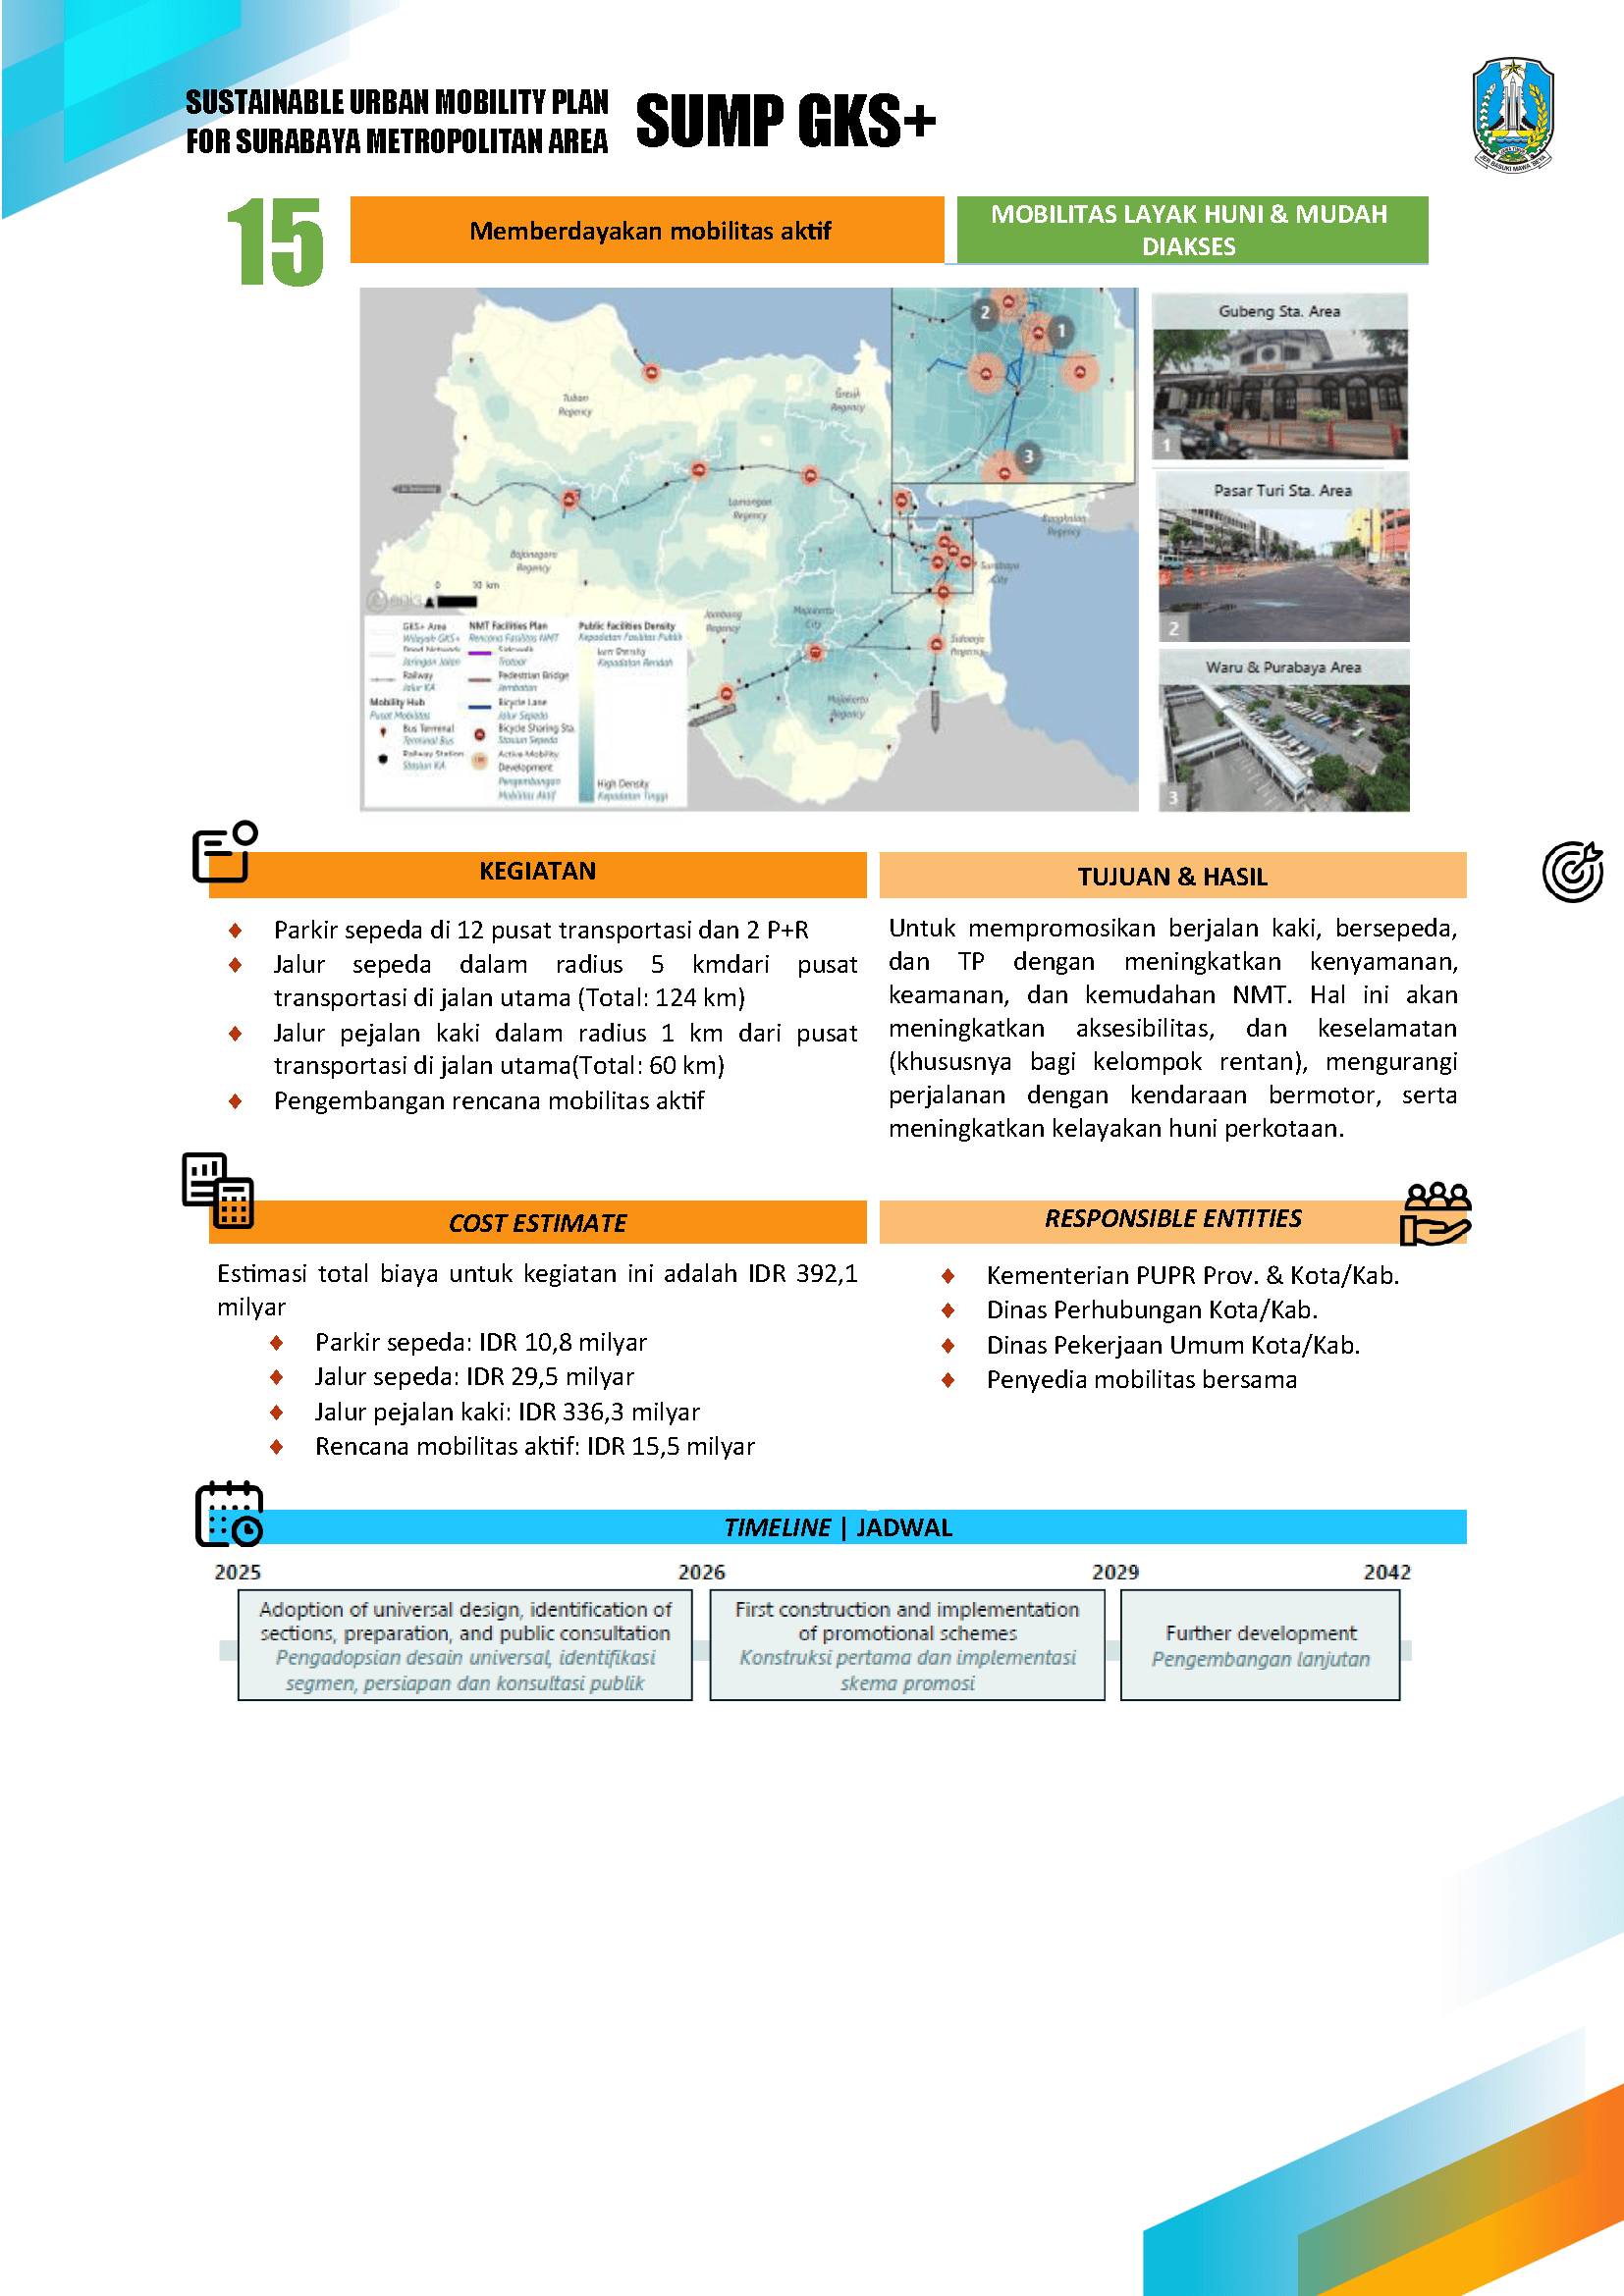 SUSTAINABLE URBAN MOBILITY PLAN
FOR SURABAYA METROPOLITAN AREA
SUMP GKS+
JER BASUKI MAWA BEYA
15
Memberdayakan mobilitas aktif
MOBILITAS LAYAK HUNI & MUDAH
DIAKSES
Tuban
Regency
Gresik
Regency
Lamongan
Regency
Bojonegoro
Regency
Bangkalan
Regency
Surabaya
City
Jombang
Regency
Mojokerto
City
Sidoarjo
Regency
Mojokerto
Regency
2
1
3
0 10 km
GKS+ Area
Wilayah GKS+
Road Network
Jaringan Jalan
Railway
Jalur KA
Mobility Hub
Pusat Mobilitas
Bus Terminal
Terminal Bus
Railway Station
Stasiun KA
NMT Facilities Plan
Rencana Fasilitas NMT
Sidewalk
Trotoar
Pedestrian Bridge
Jembatan
Bicycle Lane
Jalur Sepeda
Bicycle Sharing Sta.
Stasiun Sepeda
Active Mobility
Development
Pengembangan
Mobilitas Aktif
Public Facilities Density
Kepadatan Fasilitas Publik
Low Density
Kepadatan Rendah
High Density
Kepadatan Tinggi
Gubeng Sta. Area
1
Pasar Turi Sta. Area
2
Waru & Purabaya Area
3
KEGIATAN
Parkir sepeda di 12 pusat transportasi dan 2 P+R
Jalur sepeda dalam radius 5 kmdari pusat
transportasi di jalan utama (Total: 124 km)
Jalur pejalan kaki dalam radius 1 km dari pusat
transportasi di jalan utama(Total: 60 km)
Pengembangan rencana mobilitas aktif
TUJUAN & HASIL
Untuk mempromosikan berjalan kaki, bersepeda,
dan TP dengan meningkatkan kenyamanan,
keamanan, dan kemudahan NMT. Hal ini akan
meningkatkan aksesibilitas, dan keselamatan
(khususnya bagi kelompok rentan), mengurangi
perjalanan dengan kendaraan bermotor, serta
meningkatkan kelayakan huni perkotaan.
COST ESTIMATE
Estimasi total biaya untuk kegiatan ini adalah IDR 392,1
milyar
Parkir sepeda: IDR 10,8 milyar
Jalur sepeda: IDR 29,5 milyar
Jalur pejalan kaki: IDR 336,3 milyar
Rencana mobilitas aktif: IDR 15,5 milyar
RESPONSIBLE ENTITIES
Kementerian PUPR Prov. & Kota/Kab.
Dinas Perhubungan Kota/Kab.
Dinas Pekerjaan Umum Kota/Kab.
Penyedia mobilitas bersama
TIMELINE | JADWAL
2025
2026
2029
2042
Adoption of universal design, identification of
sections, preparation, and public consultation
Pengadopsian desain universal, identifikasi
segmen, persiapan dan konsultasi publik
First construction and implementation
of promotional schemes
Konstruksi pertama dan implementasi
skema promosi
Further development
Pengembangan lanjutan